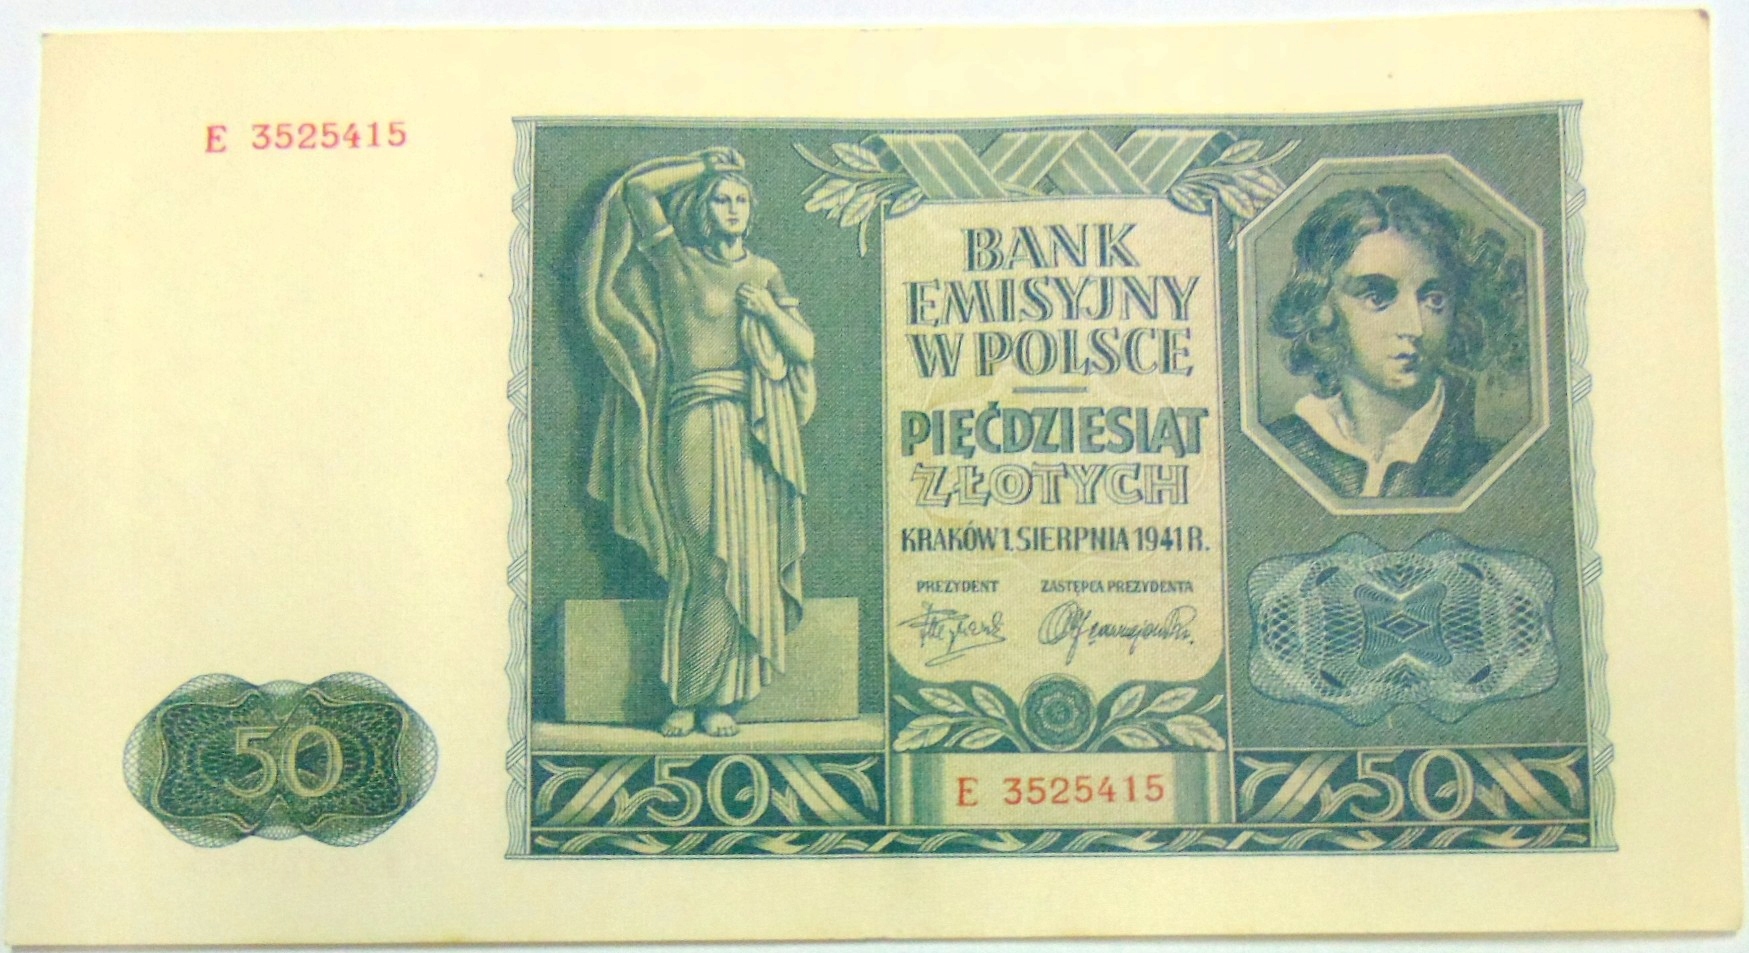 E 3525415
BANK
EMISYJNY
W POLSCE
PIĘĆDZIESIĄT
ZŁOTYCH
KRAKÓW 1. SIERPNIA 1941 R.
PREZYDENT ZASTĘPCA PREZYDENTA
50
50
E 3525415
50